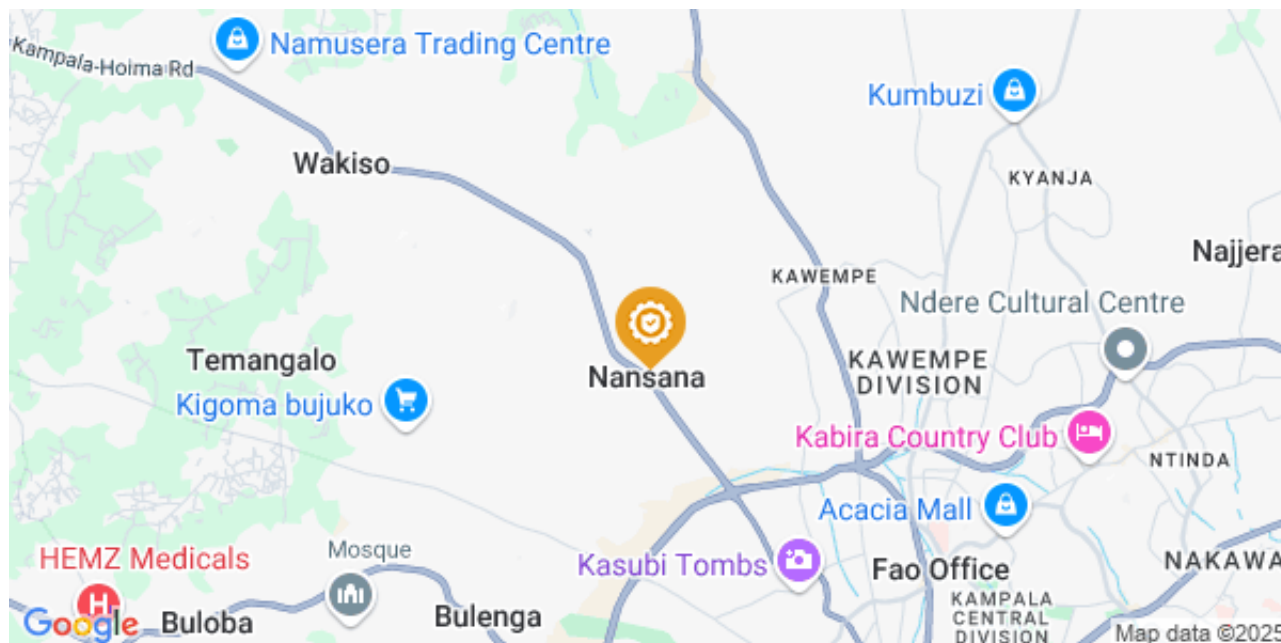 Namusera Trading Centre
Kampala-Hoima Rd
Kumbuzi
Wakiso
KYANJA
Najjera
KAWEMPE
Ndere Cultural Centre
Temangalo
KAWEMPE
DIVISION
Nansana
Kigoma bujuko
Kabira Country Club
NTINDA
Acacia Mall
HEMZ Medicals
Mosque
Kasubi Tombs
Fao Office
NAKAWA
H
Google
Buloba
Bulenga
KAMPALA
CENTRAL
DIVISION
Map data ©2025